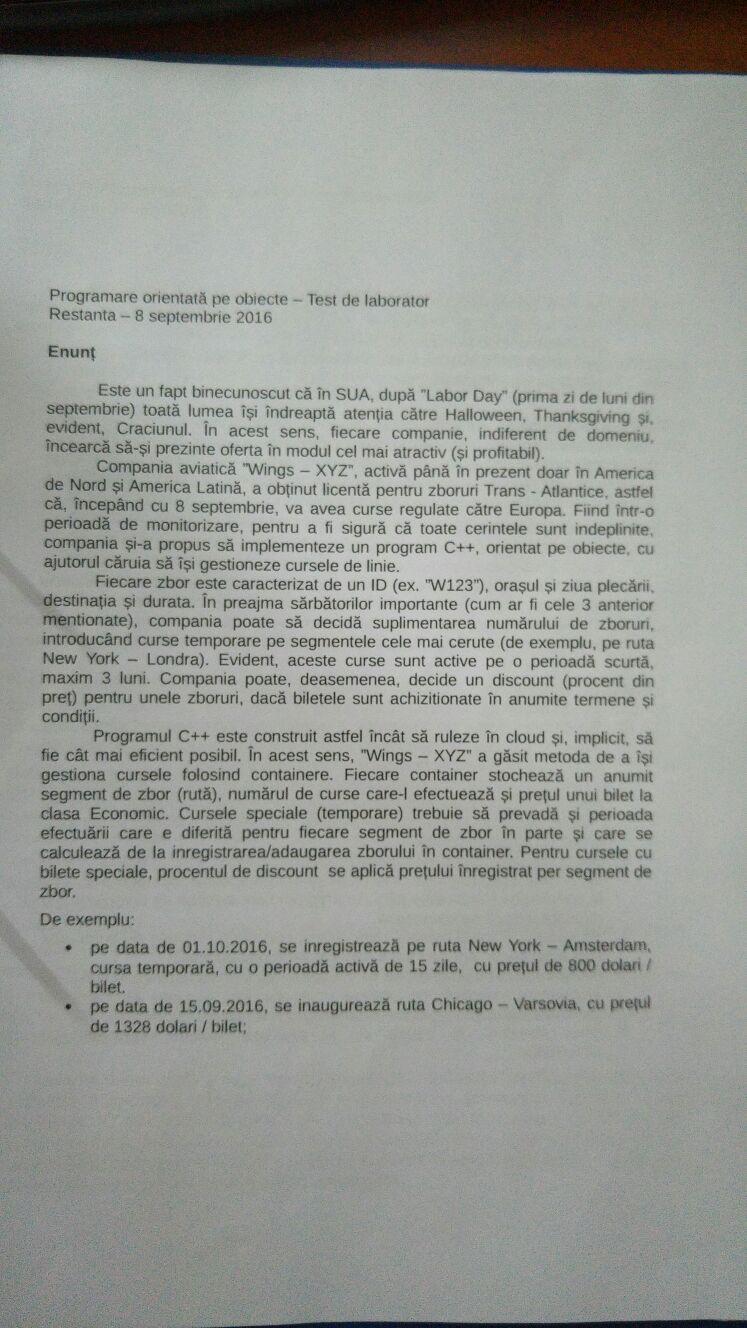 Programare orientată pe obiecte – Test de laborator
Restanta – 8 septembrie 2016
Enunț
Este un fapt binecunoscut că în SUA, după "Labor Day" (prima zi de luni din
septembrie) toată lumea își îndreaptă atenția către Halloween, Thanksgiving și,
evident, Craciunul. În acest sens, fiecare companie, indiferent de domeniu,
încearcă să-și prezinte oferta în modul cel mai atractiv (și profitabil).
Compania aviatică "Wings – XYZ", activă până în prezent doar în America
de Nord și America Latină, a obținut licentă pentru zboruri Trans - Atlantice, astfel
că, începând cu 8 septembrie, va avea curse regulate către Europa. Fiind într-o
perioadă de monitorizare, pentru a fi sigură că toate cerintele sunt indeplinite,
compania și-a propus să implementeze un program C++, orientat pe obiecte, cu
ajutorul căruia să își gestioneze cursele de linie.
Fiecare zbor este caracterizat de un ID (ex. "W123"), orașul și ziua plecării,
destinația și durata. În preajma sărbătorilor importante (cum ar fi cele 3 anterior
mentionate), compania poate să decidă suplimentarea numărului de zboruri,
introducând curse temporare pe segmentele cele mai cerute (de exemplu, pe ruta
New York – Londra). Evident, aceste curse sunt active pe o perioadă scurtă,
maxim 3 luni. Compania poate, deasemenea, decide un discount (procent din
preț) pentru unele zboruri, dacă biletele sunt achizitionate în anumite termene și
condiții.
Programul C++ este construit astfel încât să ruleze în cloud și, implicit, să
fie cât mai eficient posibil. În acest sens, "Wings – XYZ" a găsit metoda de a își
gestiona cursele folosind containere. Fiecare container stochează un anumit
segment de zbor (rută), numărul de curse care-l efectuează și prețul unui bilet la
clasa Economic. Cursele speciale (temporare) trebuie să prevadă și perioada
efectuării care e diferită pentru fiecare segment de zbor în parte și care se
calculează de la inregistrarea/adaugarea zborului în container. Pentru cursele cu
bilete speciale, procentul de discount se aplică prețului înregistrat per segment de
zbor.
De exemplu:
• pe data de 01.10.2016, se inregistrează pe ruta New York – Amsterdam,
cursa temporară, cu o perioadă activă de 15 zile, cu prețul de 800 dolari /
bilet.
• pe data de 15.09.2016, se inaugurează ruta Chicago – Varsovia, cu prețul
de 1328 dolari / bilet;